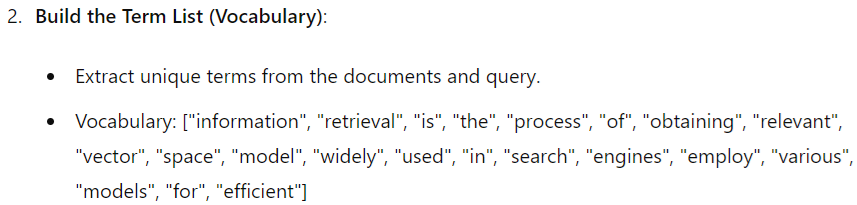 2. Build the Term List (Vocabulary):
• Extract unique terms from the documents and query.
• Vocabulary: ["information", "retrieval", "is", "the", "process", "of", "obtaining", "relevant",
"vector", "space", "model", "widely", "used", "in", "search", "engines", "employ", "various",
"models", "for", "efficient"]